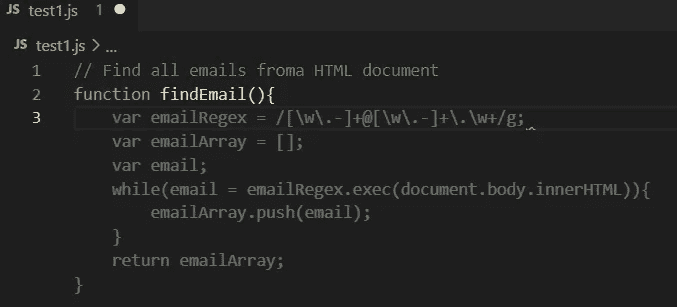 JS test1.js 1
JS test1.js > ...
1 // Find all emails froma HTML document
2 function findEmail(){
3 var emailRegex = /[\w\.-]+@[\w\.-]+\.\w+/g;
var emailArray = [];
var email;
while(email = emailRegex.exec(document.body.innerHTML)){
emailArray.push(email);
}
return emailArray;
}